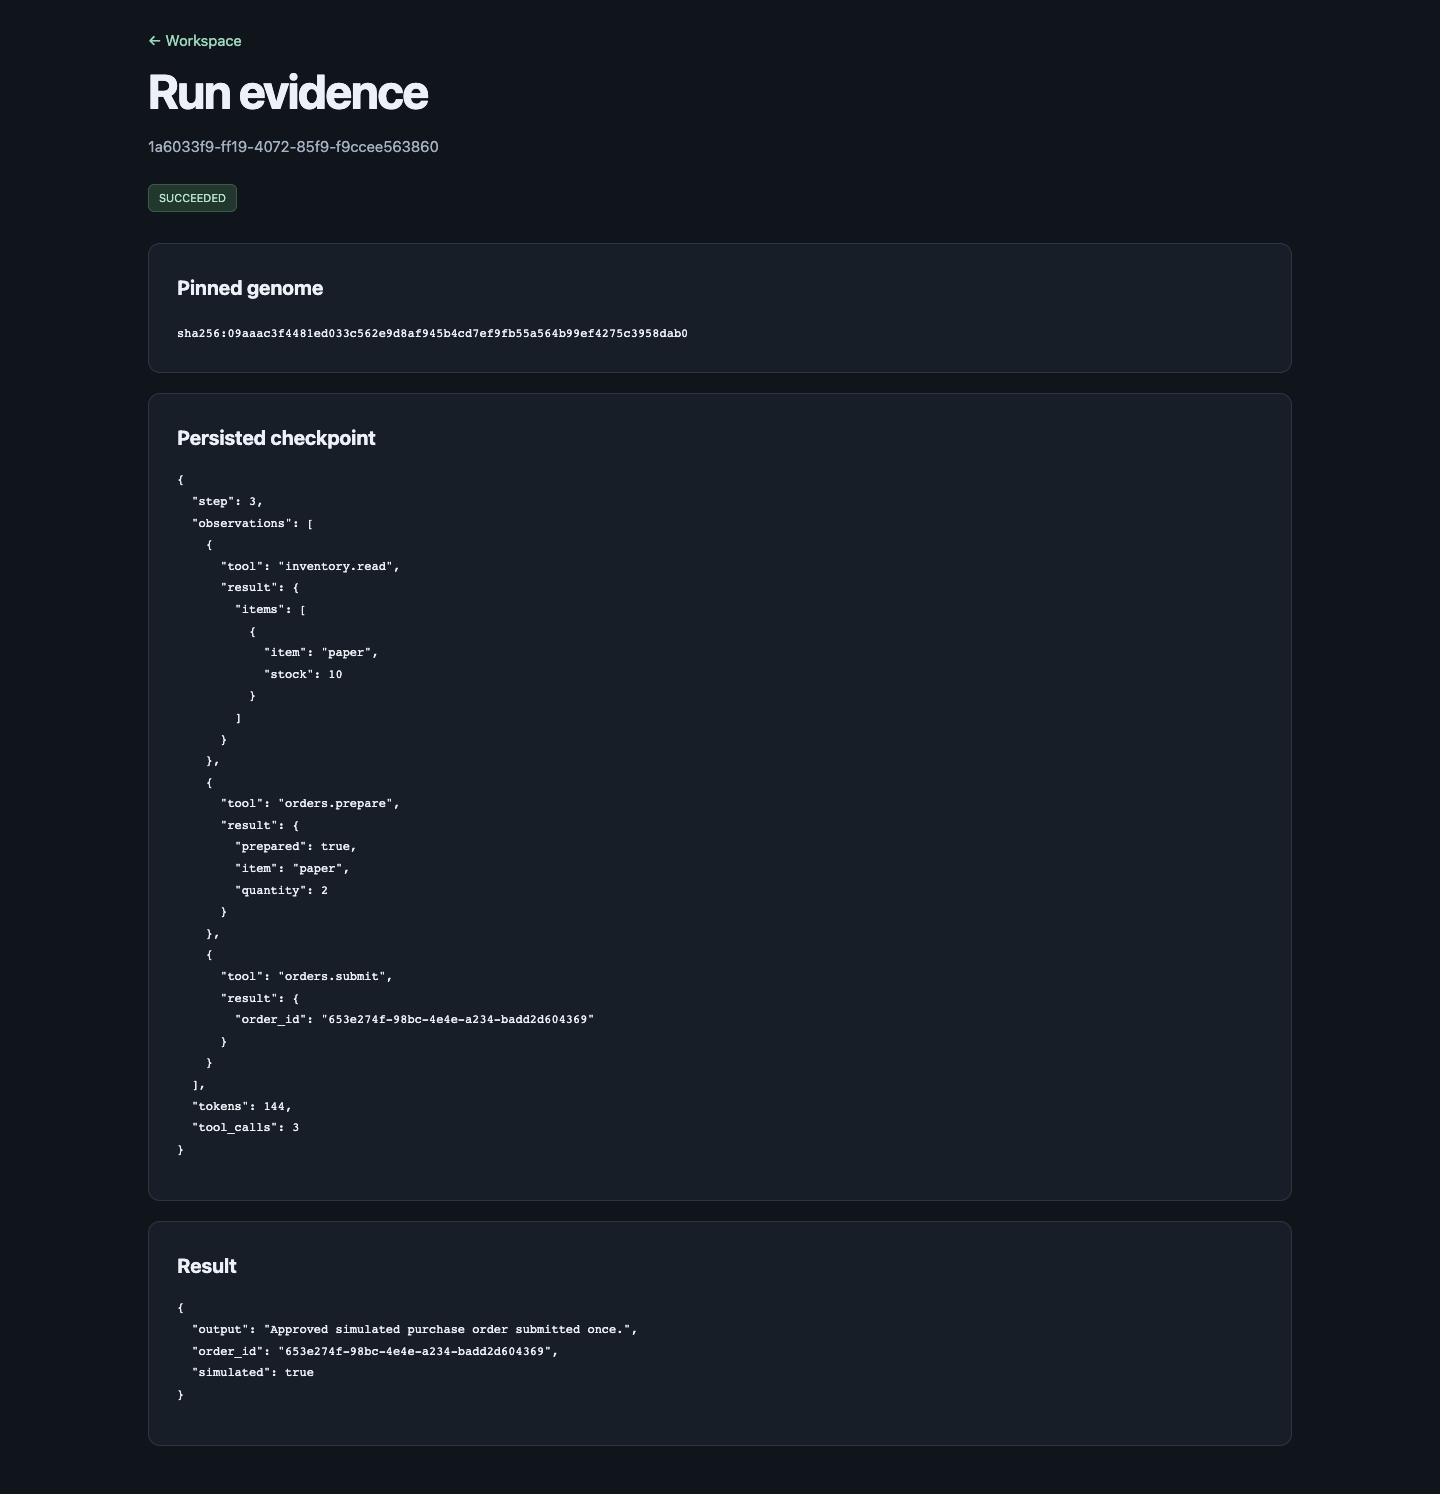 ← Workspace
Run evidence
1a6033f9-ff19-4072-85f9-f9ccee563860
SUCCEEDED
Pinned genome
sha256:09aaac3f4481ed033c562e9d8af945b4cd7ef9fb55a564b99ef4275c3958dab0
Persisted checkpoint
{
  "step": 3,
  "observations": [
    {
      "tool": "inventory.read",
      "result": {
        "items": [
          {
            "item": "paper",
            "stock": 10
          }
        ]
      }
    },
    {
      "tool": "orders.prepare",
      "result": {
        "prepared": true,
        "item": "paper",
        "quantity": 2
      }
    },
    {
      "tool": "orders.submit",
      "result": {
        "order_id": "653e274f-98bc-4e4e-a234-badd2d604369"
      }
    }
  ],
  "tokens": 144,
  "tool_calls": 3
}
Result
{
  "output": "Approved simulated purchase order submitted once.",
  "order_id": "653e274f-98bc-4e4e-a234-badd2d604369",
  "simulated": true
}